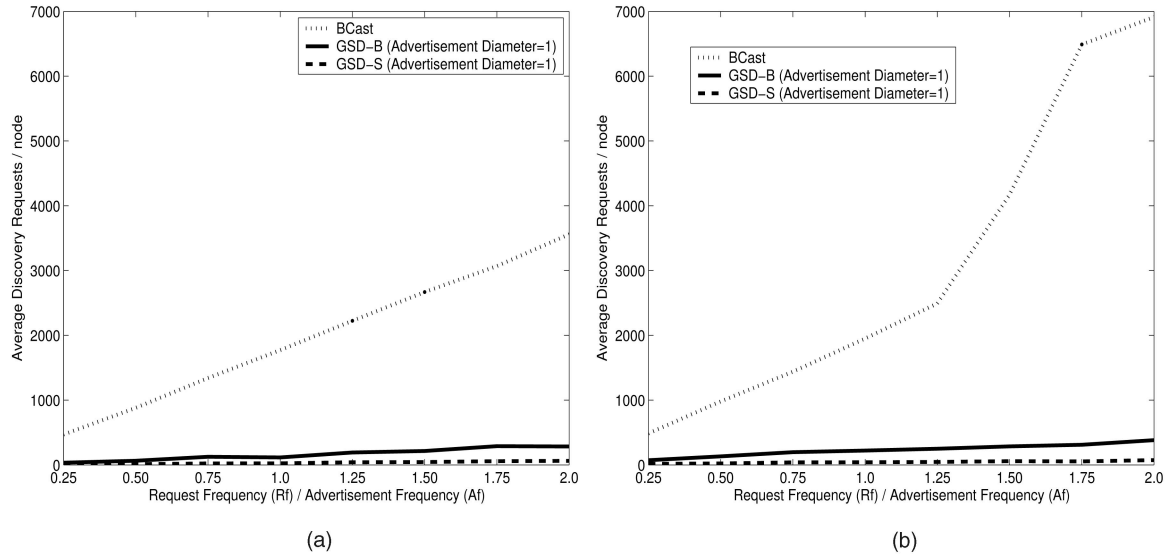 7000
6000
5000
4000
3000
2000
1000
0
Average Discovery Requests / node
BCast
GSD−B (Advertisement Diameter=1)
GSD−S (Advertisement Diameter=1)
0.25 0.50 0.75 1.0 1.25 1.50 1.75 2.0
Request Frequency (Rf) / Advertisement Frequency (Af)
(a)
7000
6000
5000
4000
3000
2000
1000
0
Average Discovery Requests / node
BCast
GSD−B (Advertisement Diameter=1)
GSD−S (Advertisement Diameter=1)
0.25 0.50 0.75 1.0 1.25 1.50 1.75 2.0
Request Frequency (Rf) / Advertisement Frequency (Af)
(b)